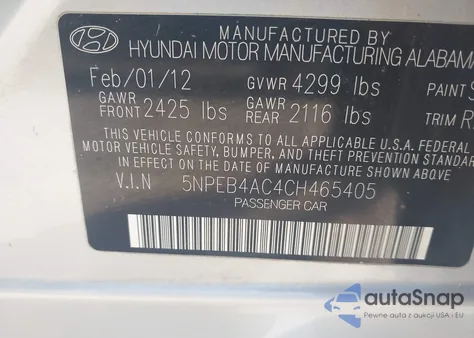 MANUFACTURED BY
HYUNDAI MOTOR MANUFACTURING ALABAMA
Feb/01/12 GVWR 4299 lbs PAINT
GAWR FRONT 2425 lbs GAWR REAR 2116 lbs TRIM
THIS VEHICLE CONFORMS TO ALL APPLICABLE U.S.A. FEDERAL
MOTOR VEHICLE SAFETY, BUMPER, AND THEFT PREVENTION STANDARD
IN EFFECT ON THE DATE OF MANUFACTURE SHOWN ABOVE.
V.I.N 5NPEB4AC4CH465405
PASSENGER CAR
autoSnap
Pewne auta z aukcji USA i EU